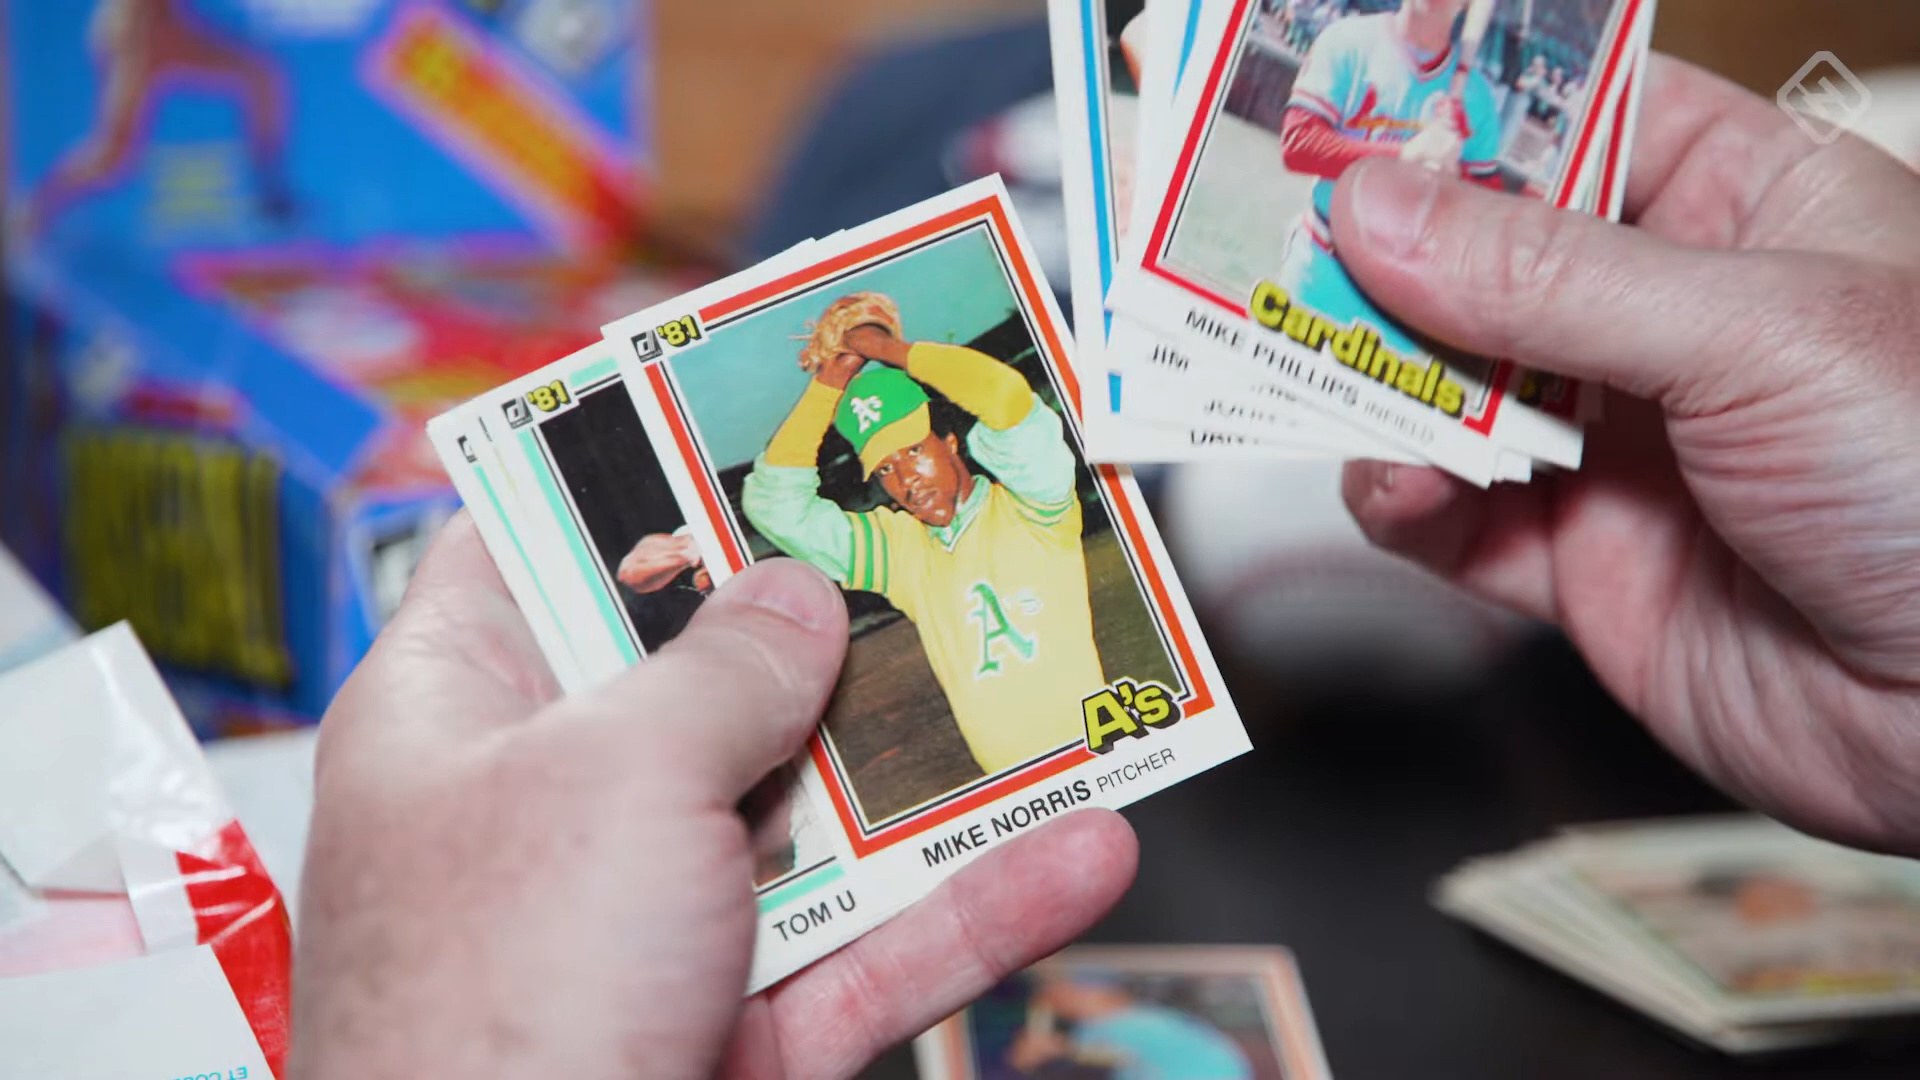 Cardinals
MIKE PHILLIPS INFIELD
JIM
'81
'81
A's
A's
A's
MIKE NORRIS PITCHER
TOM U